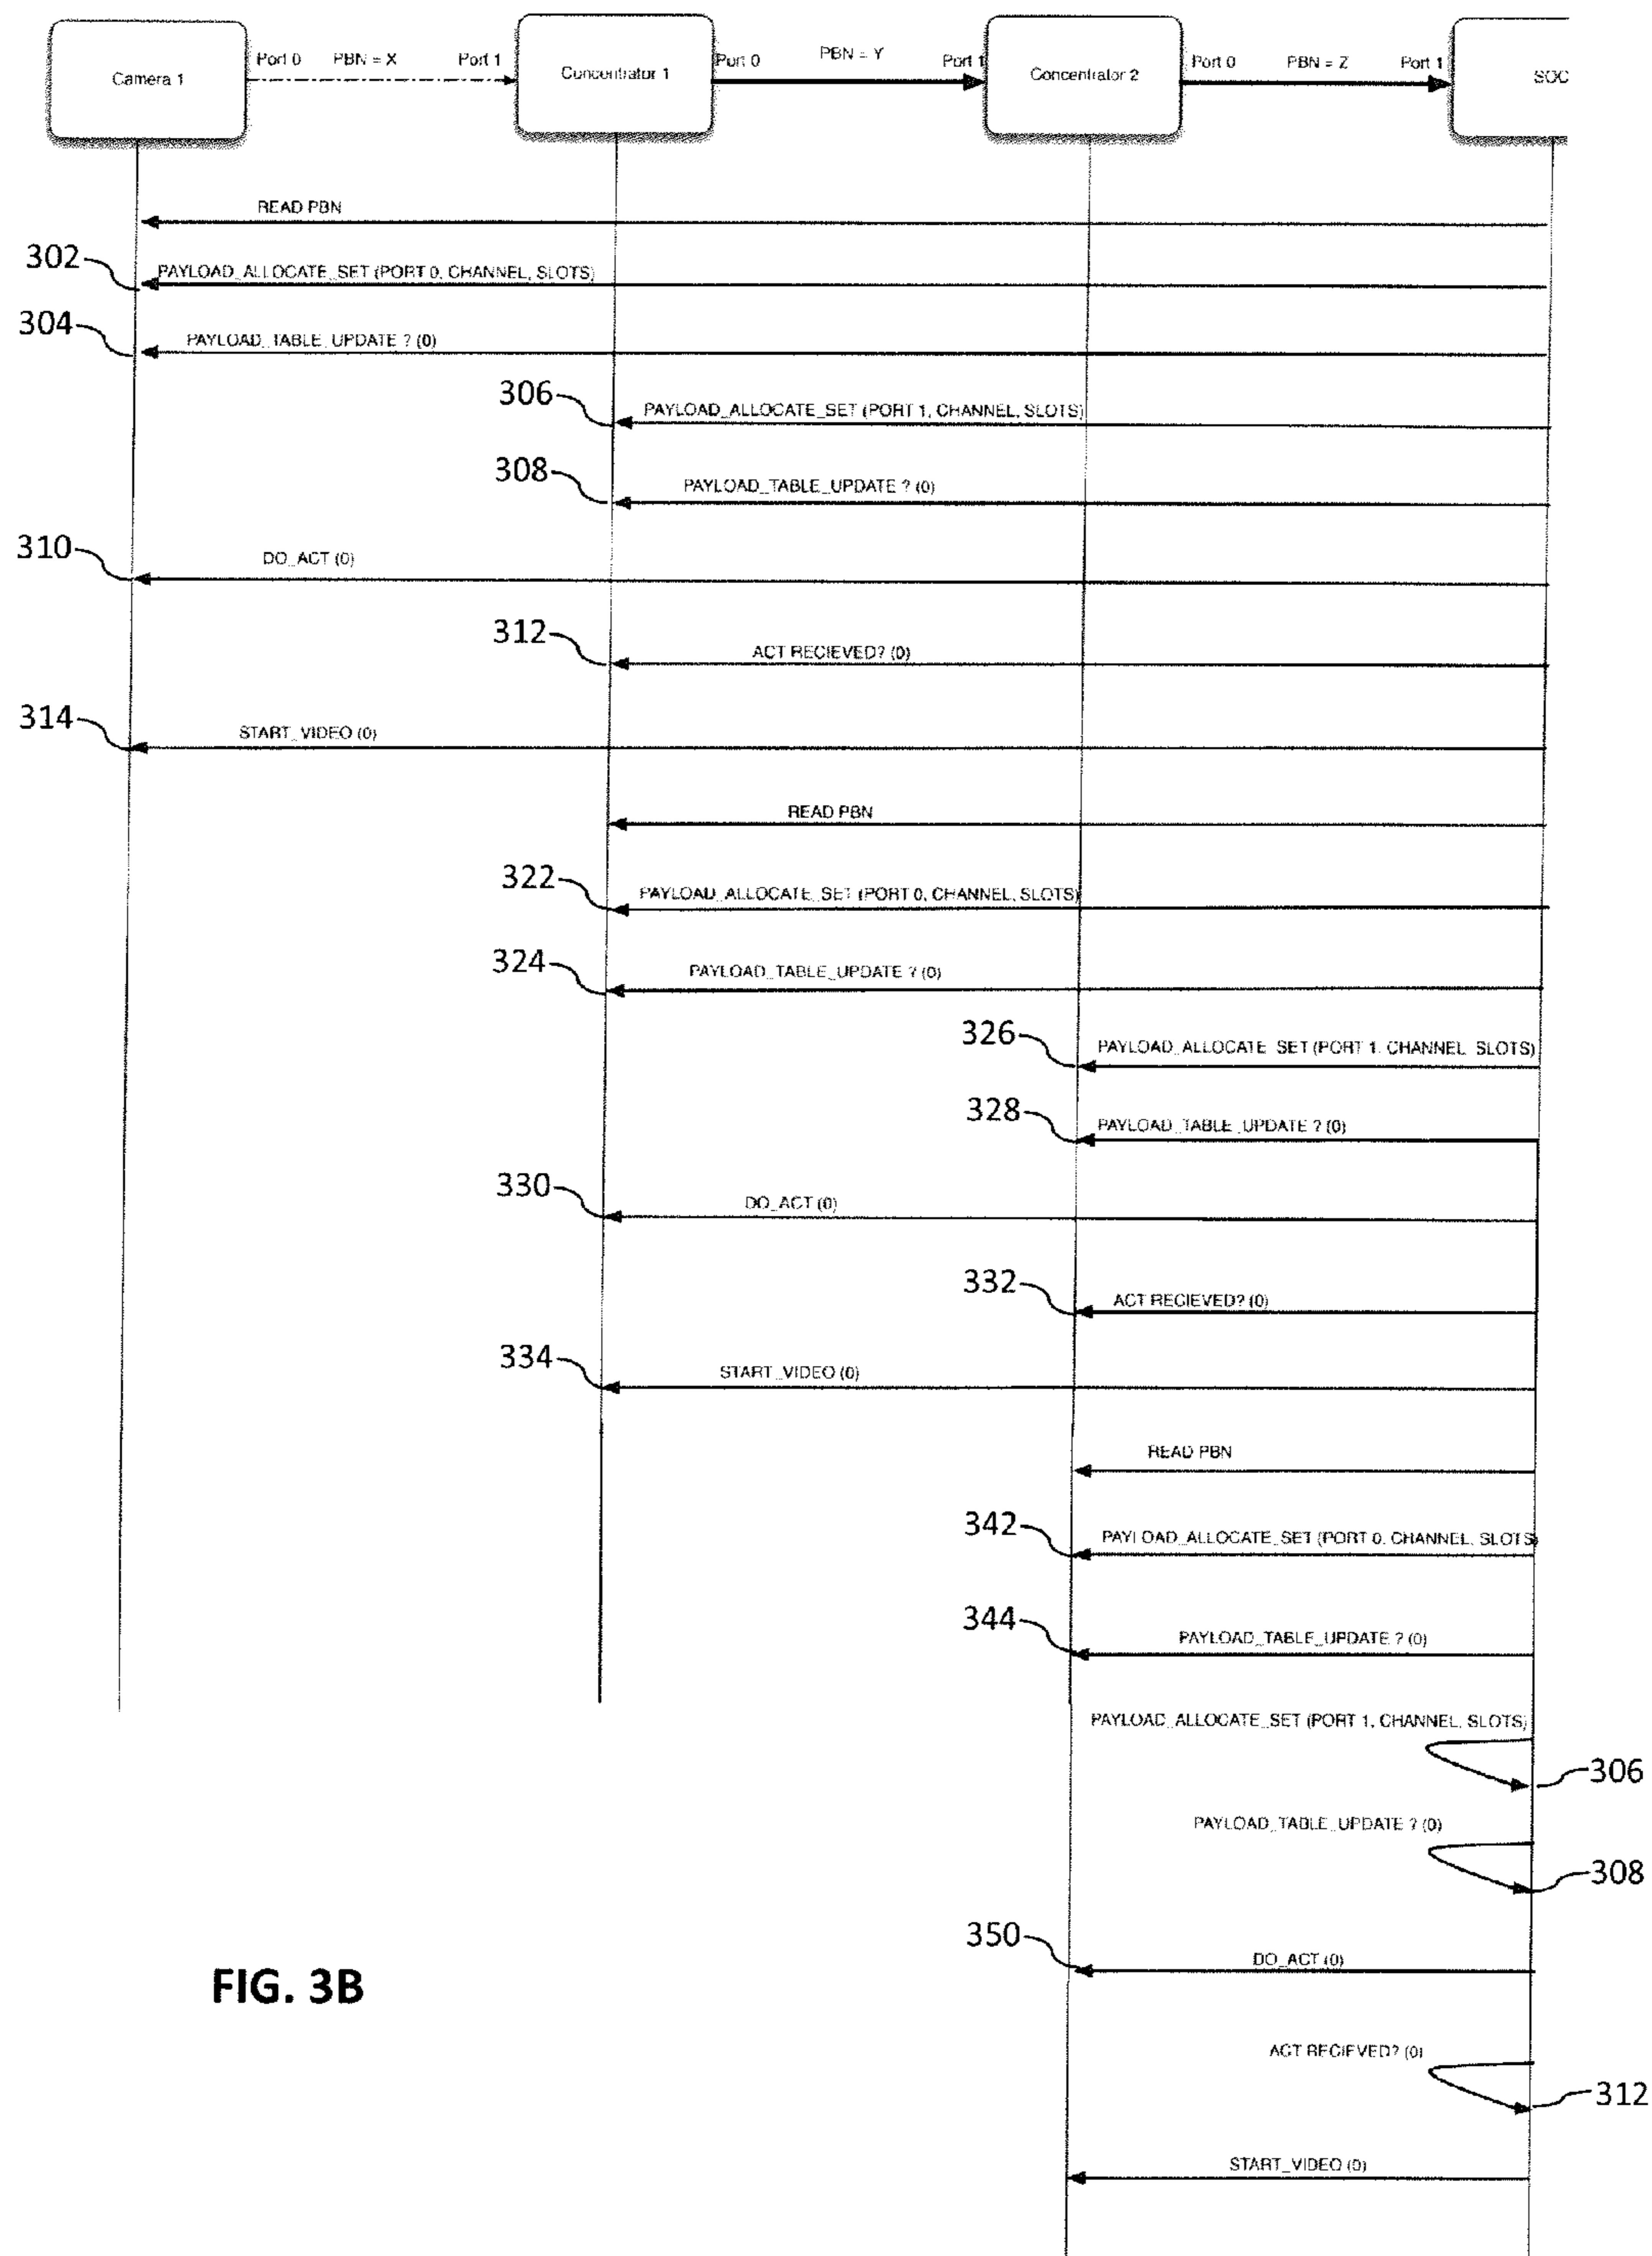 Camera 1
Port 0 PBN = X Port 1
Concentrator 1
Port 0 PBN = Y Port 1
Concentrator 2
Port 0 PBN = Z Port 1
SOC
READ PBN
302
PAYLOAD_ALLOCATE_SET (PORT 0, CHANNEL, SLOTS)
304
PAYLOAD_TABLE_UPDATE ? (0)
306
PAYLOAD_ALLOCATE_SET (PORT 1, CHANNEL, SLOTS)
308
PAYLOAD_TABLE_UPDATE ? (0)
310
DO_ACT (0)
312
ACT RECIEVED? (0)
314
START_VIDEO (0)
READ PBN
322
PAYLOAD_ALLOCATE_SET (PORT 0, CHANNEL, SLOTS)
324
PAYLOAD_TABLE_UPDATE ? (0)
326
PAYLOAD_ALLOCATE_SET (PORT 1, CHANNEL, SLOTS)
328
PAYLOAD_TABLE_UPDATE ? (0)
330
DO_ACT (0)
332
ACT RECIEVED? (0)
334
START_VIDEO (0)
READ PBN
342
PAYLOAD_ALLOCATE_SET (PORT 0, CHANNEL, SLOTS)
344
PAYLOAD_TABLE_UPDATE ? (0)
PAYLOAD_ALLOCATE_SET (PORT 1, CHANNEL, SLOTS)
306
PAYLOAD_TABLE_UPDATE ? (0)
308
350
DO_ACT (0)
FIG. 3B
ACT RECIEVED? (0)
312
START_VIDEO (0)